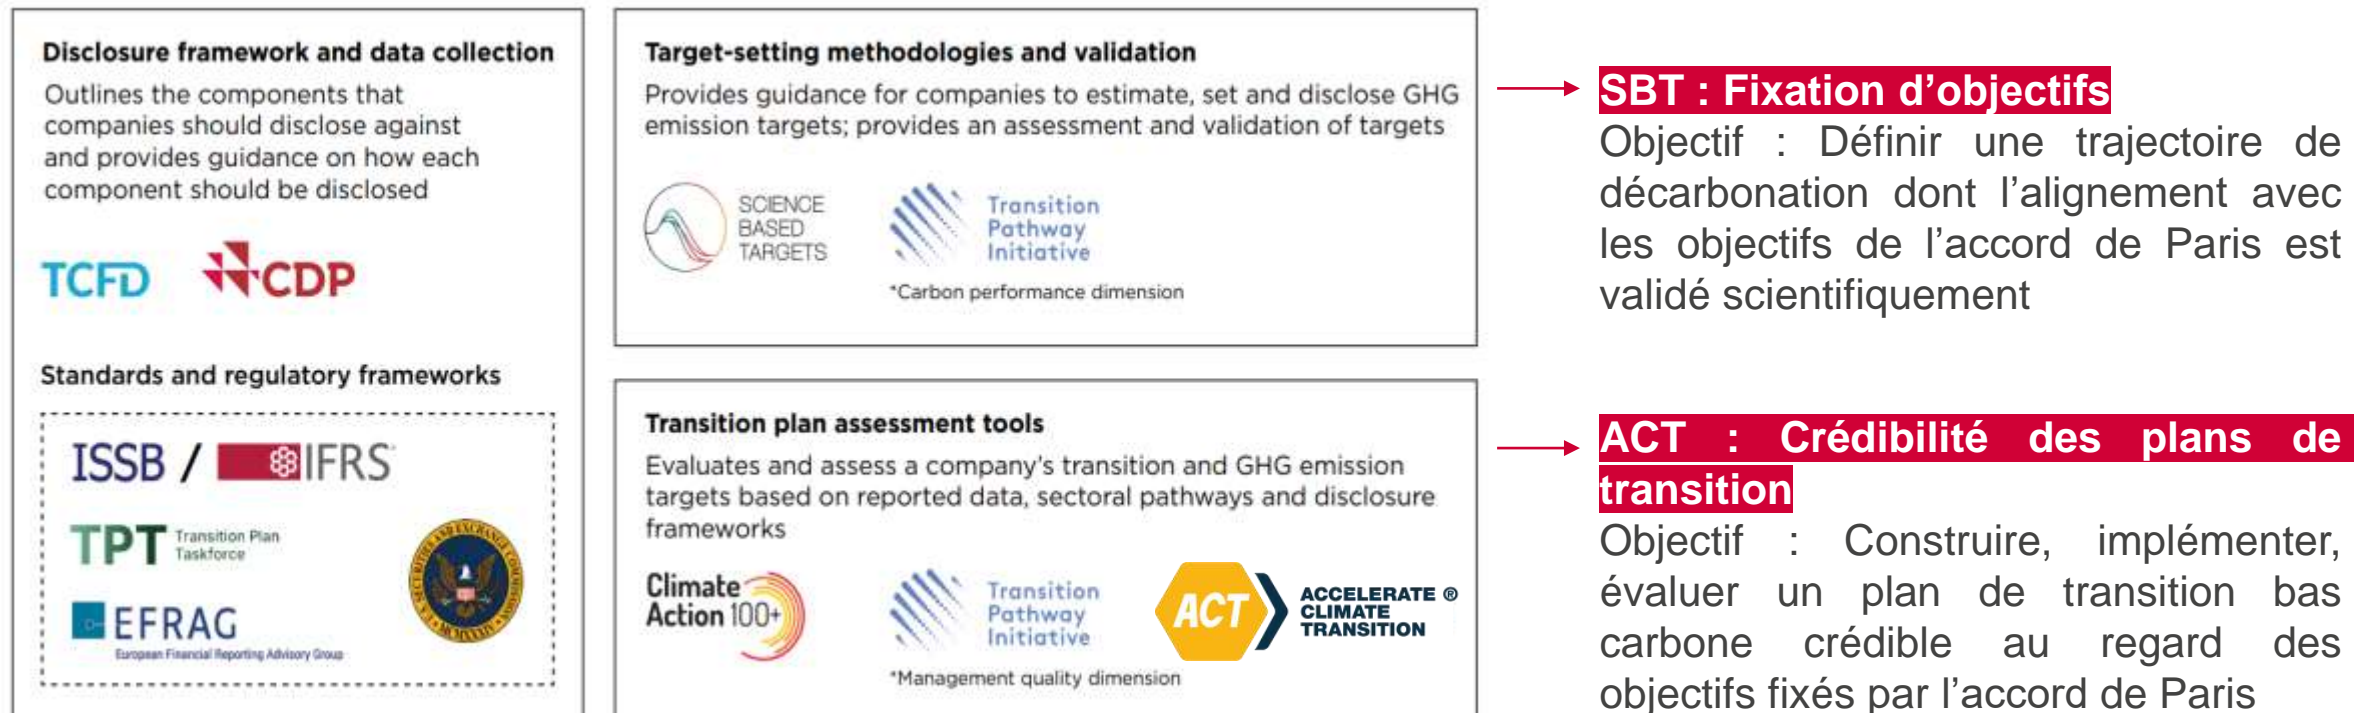 Disclosure framework and data collection
Outlines the components that
companies should disclose against
and provides guidance on how each
component should be disclosed
TCFD
CDP
Standards and regulatory frameworks
ISSB / IFRS
TPT Transition Plan
Taskforce
U.S. SECURITIES AND EXCHANGE COMMISSION
MCMXXXIV
EFRAG
European Financial Reporting Advisory Group
Target-setting methodologies and validation
Provides guidance for companies to estimate, set and disclose GHG
emission targets; provides an assessment and validation of targets
SCIENCE
BASED
TARGETS
Transition
Pathway
Initiative
*Carbon performance dimension
Transition plan assessment tools
Evaluates and assess a company's transition and GHG emission
targets based on reported data, sectoral pathways and disclosure
frameworks
Climate
Action 100+
Transition
Pathway
Initiative
*Management quality dimension
ACT
ACCELERATE ®
CLIMATE
TRANSITION
SBT : Fixation d’objectifs
Objectif : Définir une trajectoire de
décarbonation dont l’alignement avec
les objectifs de l’accord de Paris est
validé scientifiquement
ACT : Crédibilité des plans de
transition
Objectif : Construire, implémenter,
évaluer un plan de transition bas
carbone crédible au regard des
objectifs fixés par l’accord de Paris